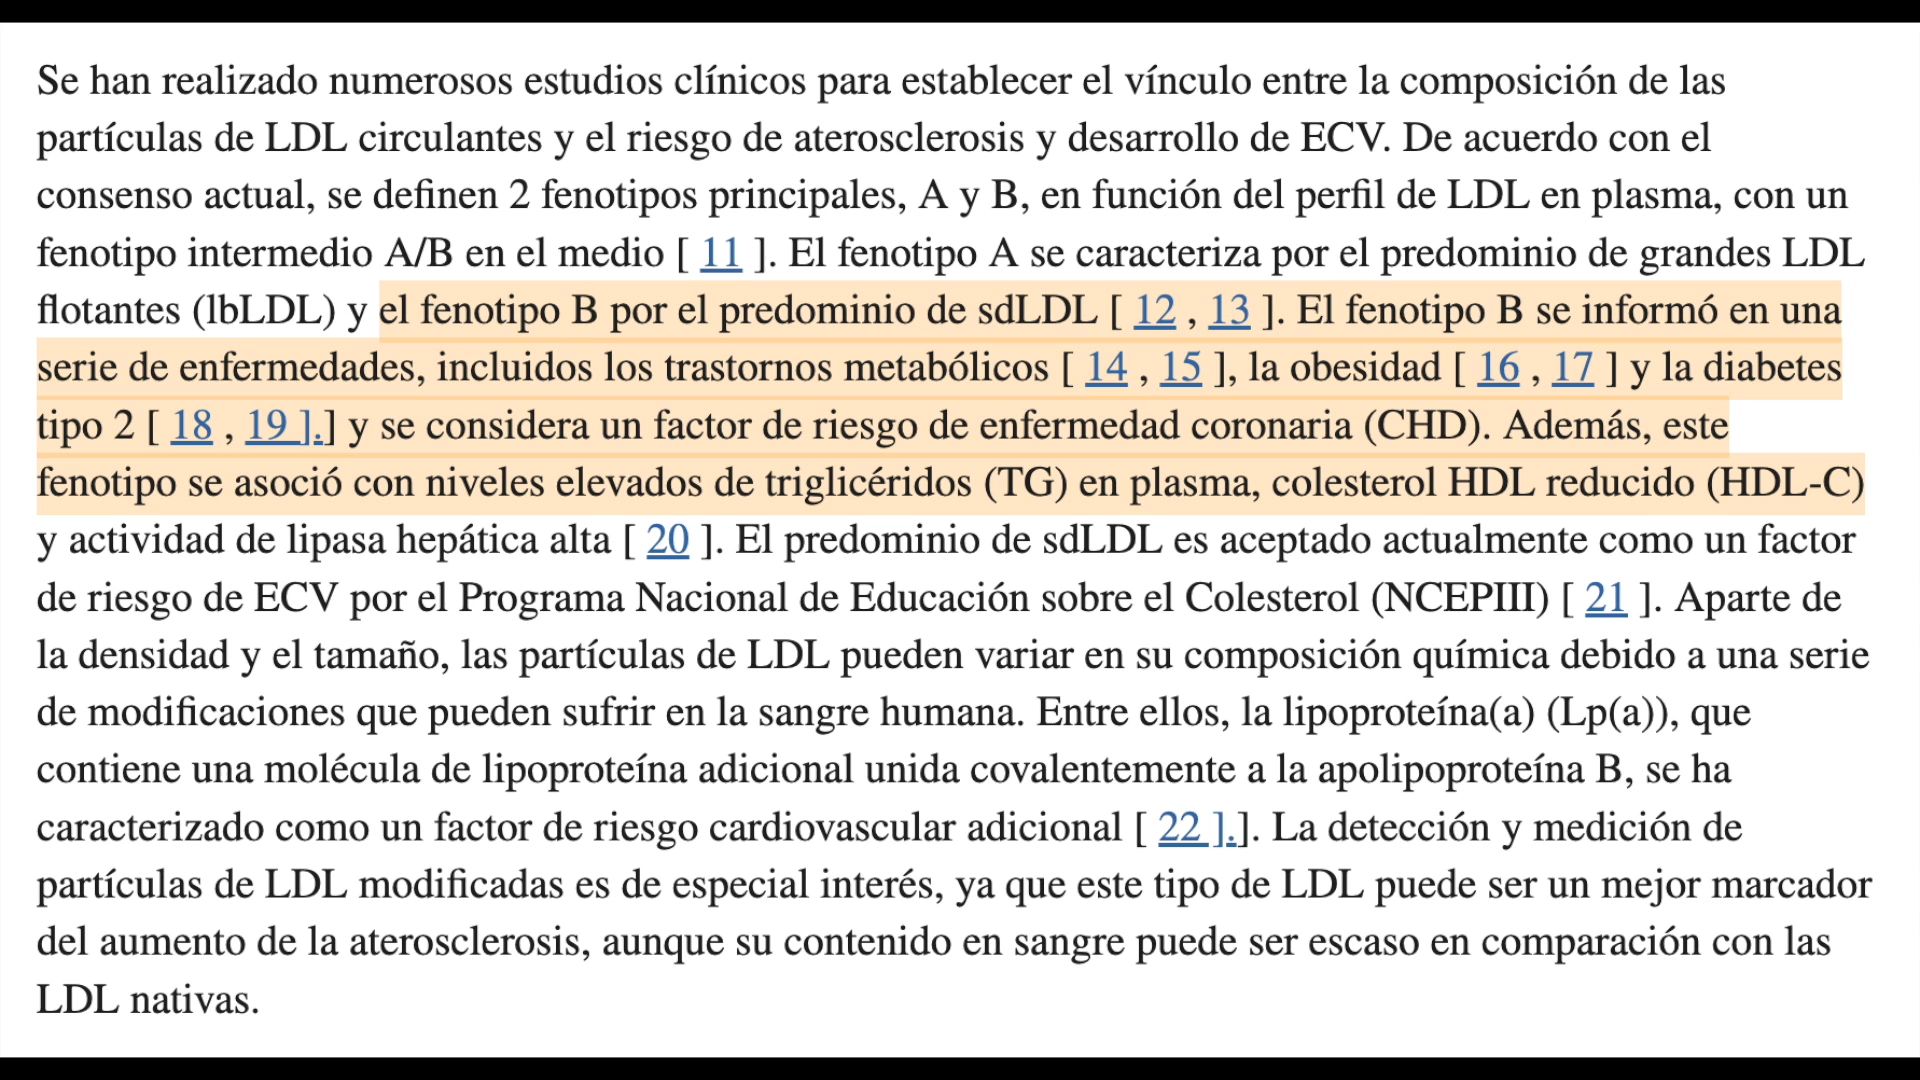 Se han realizado numerosos estudios clínicos para establecer el vínculo entre la composición de las
partículas de LDL circulantes y el riesgo de aterosclerosis y desarrollo de ECV. De acuerdo con el
consenso actual, se definen 2 fenotipos principales, A y B, en función del perfil de LDL en plasma, con un
fenotipo intermedio A/B en el medio [ 11 ]. El fenotipo A se caracteriza por el predominio de grandes LDL
flotantes (lbLDL) y el fenotipo B por el predominio de sdLDL [ 12 , 13 ]. El fenotipo B se informó en una
serie de enfermedades, incluidos los trastornos metabólicos [ 14 , 15 ], la obesidad [ 16 , 17 ] y la diabetes
tipo 2 [ 18 , 19 ].] y se considera un factor de riesgo de enfermedad coronaria (CHD). Además, este
fenotipo se asoció con niveles elevados de triglicéridos (TG) en plasma, colesterol HDL reducido (HDL-C)
y actividad de lipasa hepática alta [ 20 ]. El predominio de sdLDL es aceptado actualmente como un factor
de riesgo de ECV por el Programa Nacional de Educación sobre el Colesterol (NCEPIII) [ 21 ]. Aparte de
la densidad y el tamaño, las partículas de LDL pueden variar en su composición química debido a una serie
de modificaciones que pueden sufrir en la sangre humana. Entre ellos, la lipoproteína(a) (Lp(a)), que
contiene una molécula de lipoproteína adicional unida covalentemente a la apolipoproteína B, se ha
caracterizado como un factor de riesgo cardiovascular adicional [ 22 ].]. La detección y medición de
partículas de LDL modificadas es de especial interés, ya que este tipo de LDL puede ser un mejor marcador
del aumento de la aterosclerosis, aunque su contenido en sangre puede ser escaso en comparación con las
LDL nativas.